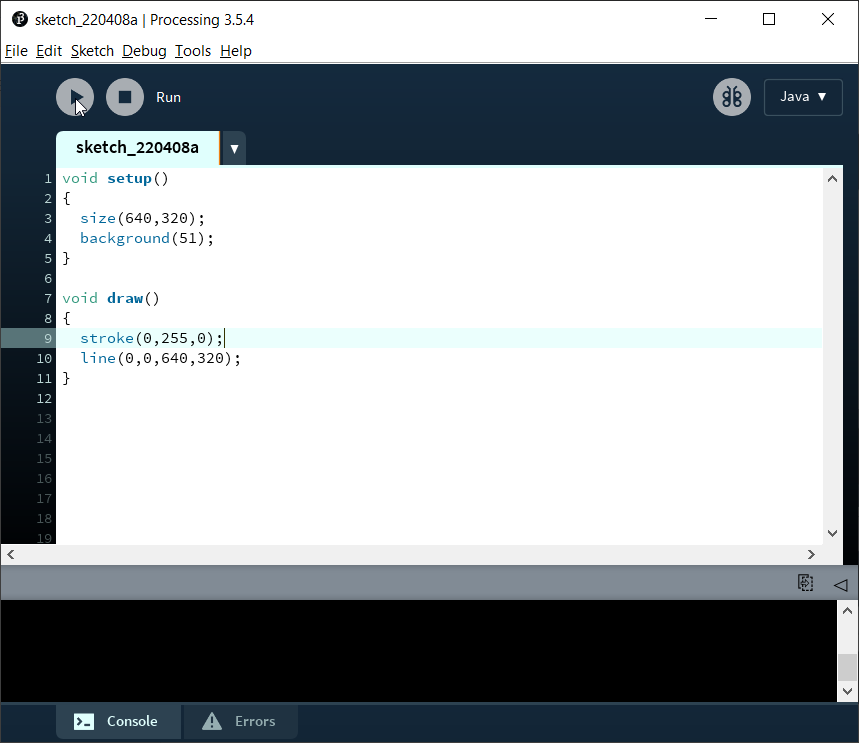 sketch_220408a | Processing 3.5.4
File Edit Sketch Debug Tools Help
Run
Java ▼
sketch_220408a ▼
1 void setup()
2 {
3   size(640,320);
4   background(51);
5 }
6
7 void draw()
8 {
9   stroke(0,255,0);
10   line(0,0,640,320);
11 }
12
13
14
15
16
17
18
19
Console
Errors